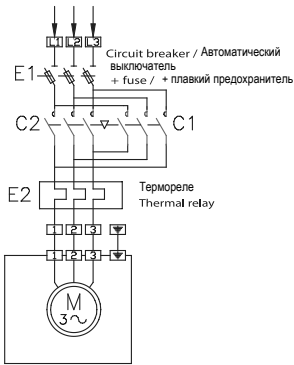 L1 L2 L3
Circuit breaker / Автоматический
выключатель
E1
+ fuse / + плавкий предохранитель
C2 C1
E2
Термореле
Thermal relay
1 2 3
1 2 3
M
3~